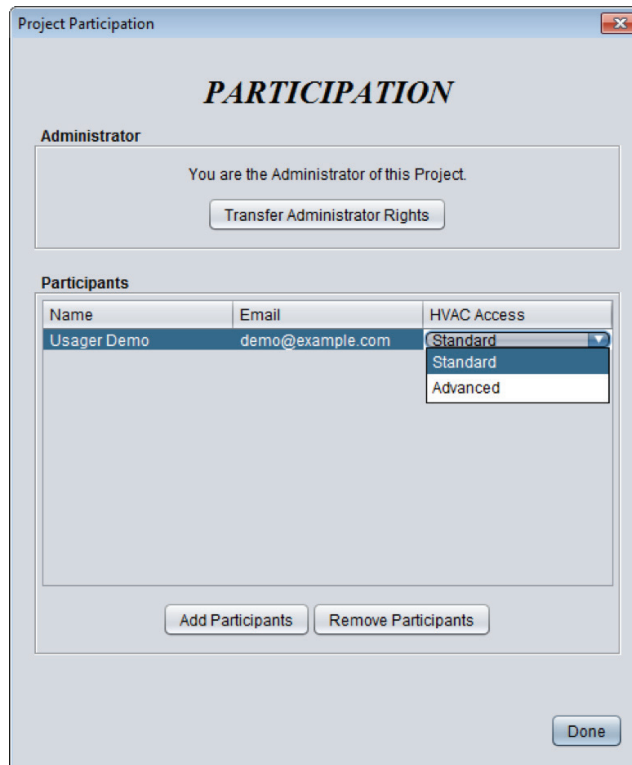 Project Participation
PARTICIPATION
Administrator
You are the Administrator of this Project.
Transfer Administrator Rights
Participants
Name Email HVAC Access
Usager Demo demo@example.com Standard
Standard
Advanced
Add Participants Remove Participants
Done